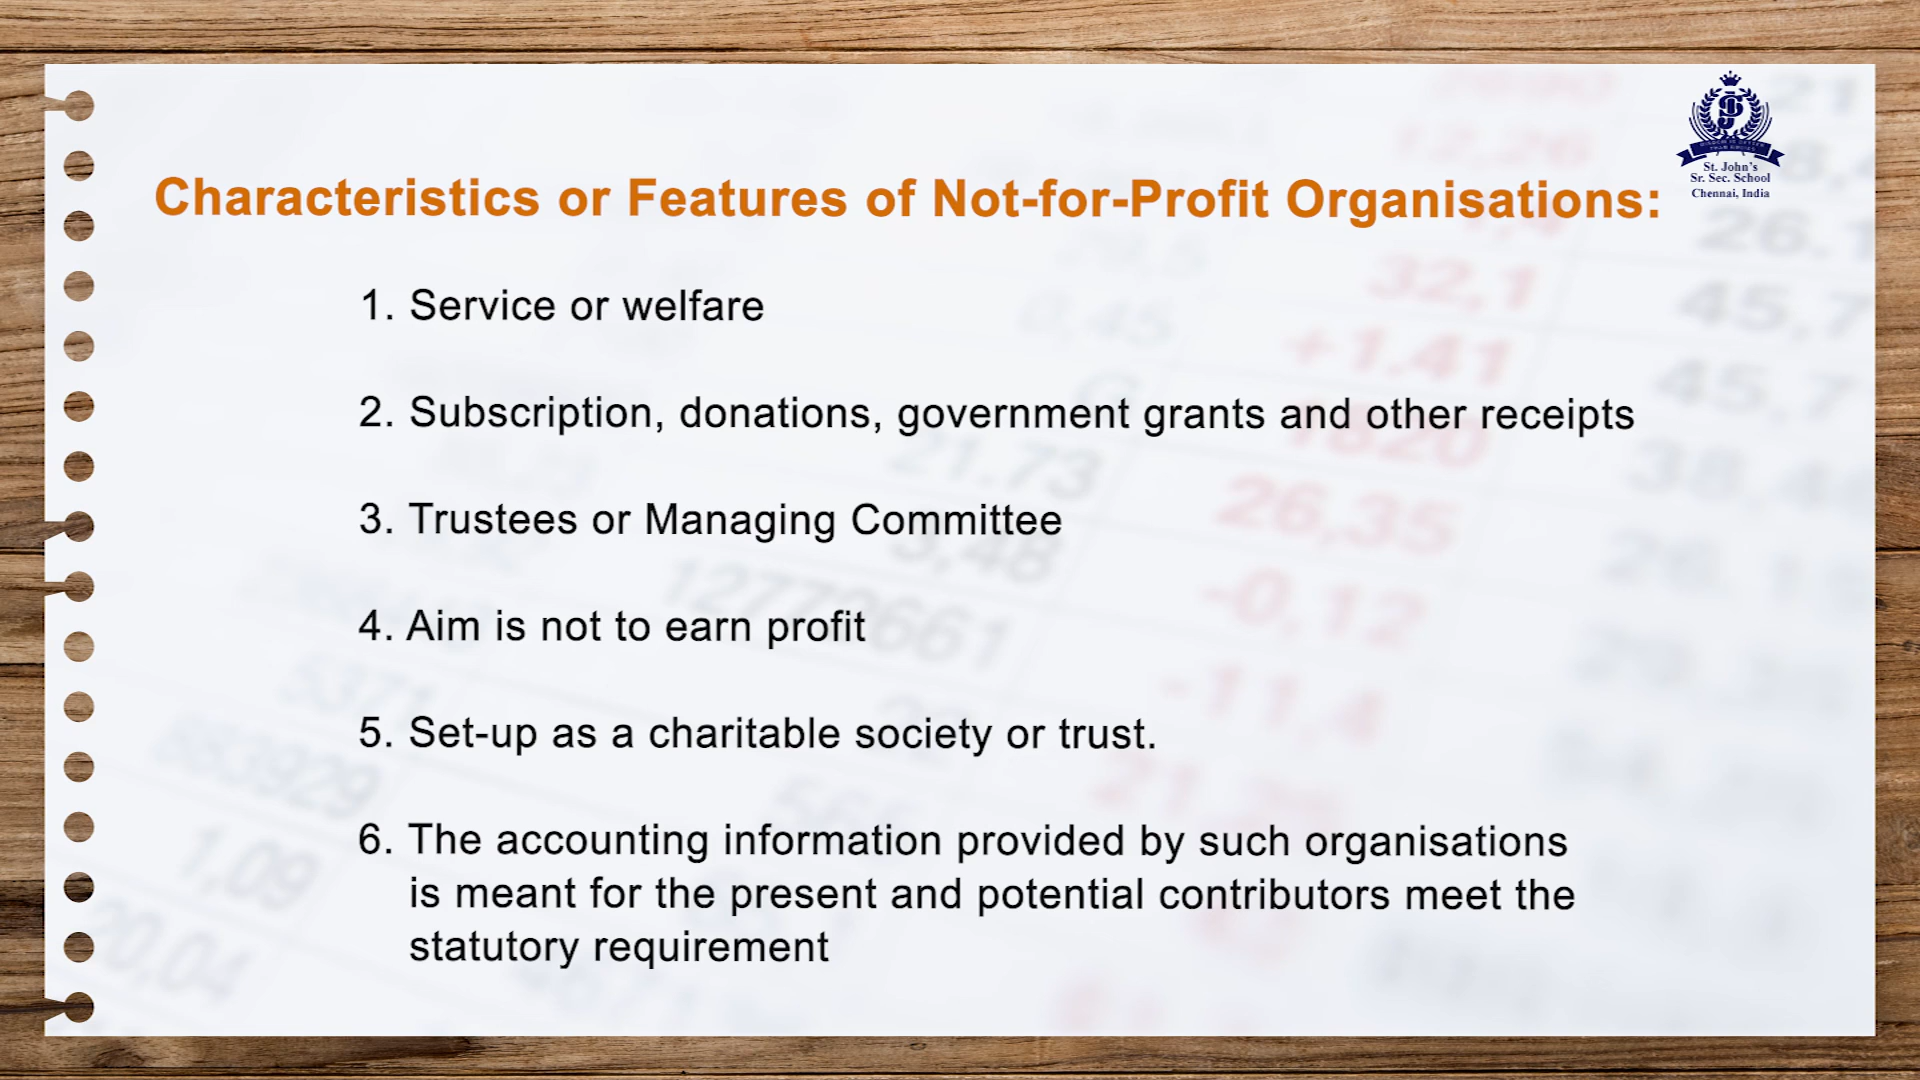 St. John's
Sr. Sec. School
Chennai, India
Characteristics or Features of Not-for-Profit Organisations:
1. Service or welfare
2. Subscription, donations, government grants and other receipts
3. Trustees or Managing Committee
4. Aim is not to earn profit
5. Set-up as a charitable society or trust.
6. The accounting information provided by such organisations
is meant for the present and potential contributors meet the
statutory requirement